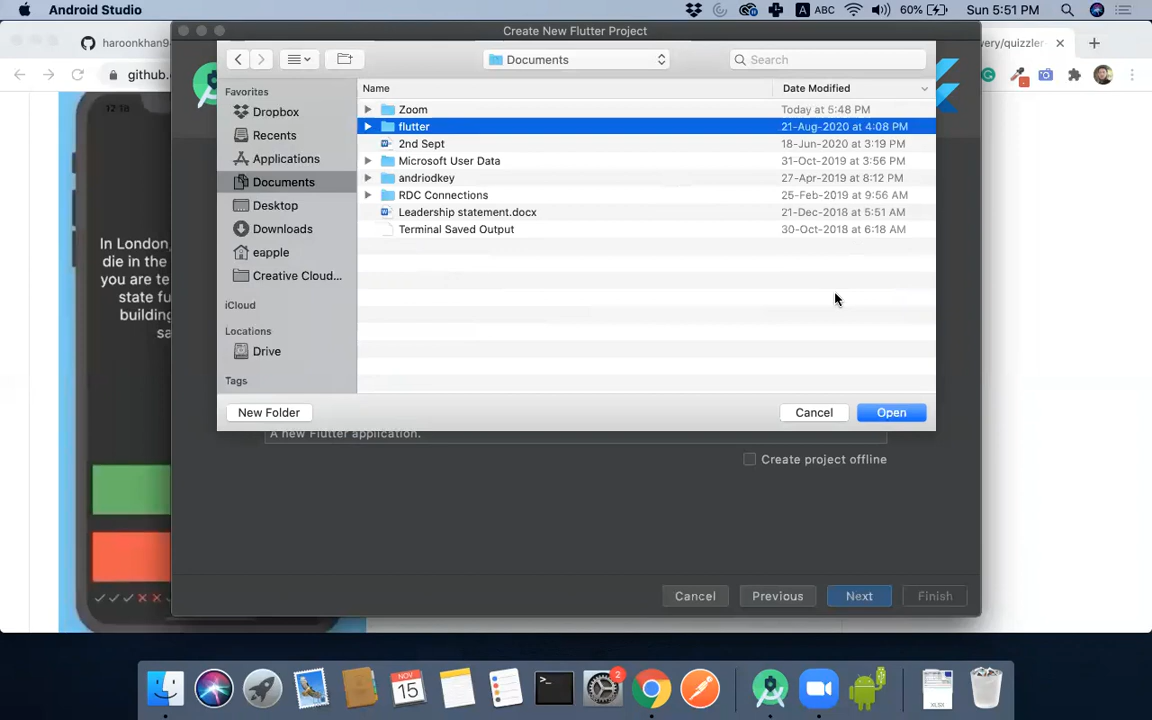 Android Studio
ABC
60%
Sun 5:51 PM
haroonkhan9
Create New Flutter Project
very/quizzler-
github.
Documents
Search
Favorites
Dropbox
Recents
Applications
Documents
Desktop
Downloads
eapple
Creative Cloud...
iCloud
Locations
Drive
Tags
Name Date Modified
Zoom Today at 5:48 PM
flutter 21-Aug-2020 at 4:08 PM
2nd Sept 18-Jun-2020 at 3:19 PM
Microsoft User Data 31-Oct-2019 at 3:56 PM
andriodkey 27-Apr-2019 at 8:12 PM
RDC Connections 25-Feb-2019 at 9:56 AM
Leadership statement.docx 21-Dec-2018 at 5:51 AM
Terminal Saved Output 30-Oct-2018 at 6:18 AM
New Folder Cancel Open
12:18
In London,
die in the
you are te
state fu
building
sa
A new Flutter application.
Create project offline
Cancel Previous Next Finish
NOV
15
2
XLSX